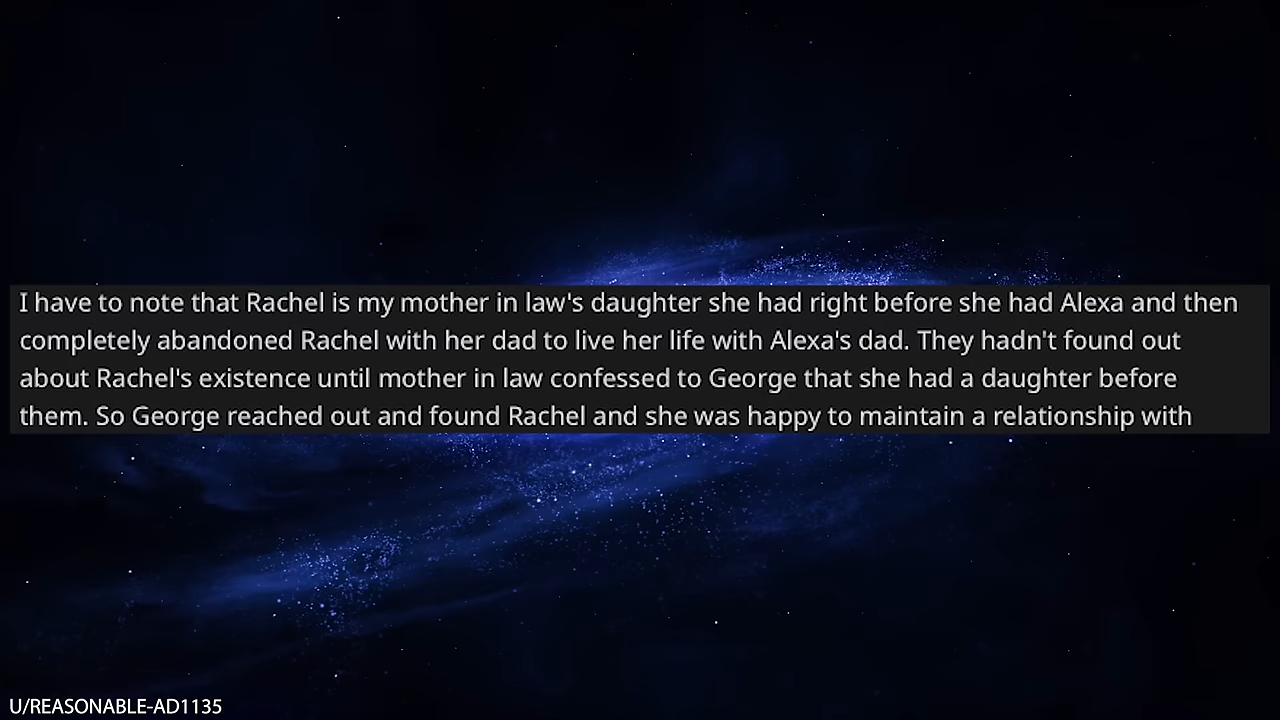 I have to note that Rachel is my mother in law's daughter she had right before she had Alexa and then
completely abandoned Rachel with her dad to live her life with Alexa's dad. They hadn't found out
about Rachel's existence until mother in law confessed to George that she had a daughter before
them. So George reached out and found Rachel and she was happy to maintain a relationship with
U/REASONABLE-AD1135